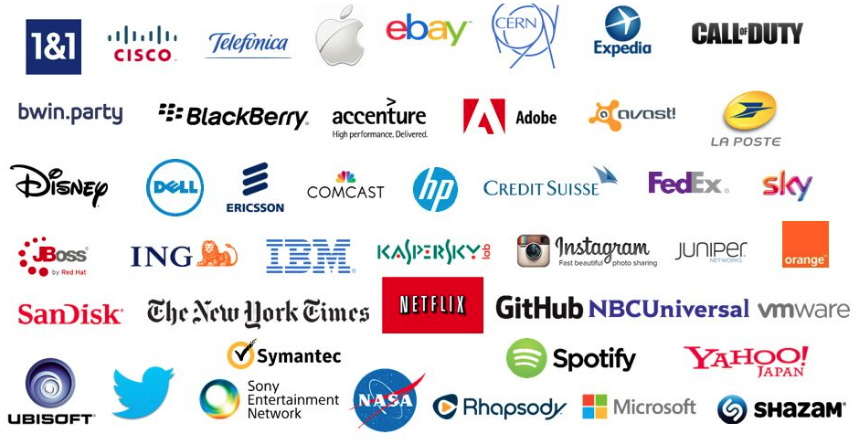 1&1
CISCO
Telefónica
ebay
CERN
Expedia
CALL OF DUTY
bwin.party
BlackBerry
accenture
High performance. Delivered.
Adobe
avast!
LA POSTE
DISNEY
DELL
ERICSSON
COMCAST
hp
CREDIT SUISSE
FedEx®
sky
JBoss®
by Red Hat
ING
IBM®
KASPERSKY lab
Instagram
Fast beautiful photo sharing
JUNIPER
NETWORKS
orange™
SanDisk®
The New York Times
NETFLIX
GitHub
NBCUniversal
vmware
UBISOFT®
Symantec
Sony
Entertainment
Network
NASA
Spotify
YAHOO!
JAPAN
Rhapsody
Microsoft
SHAZAM®